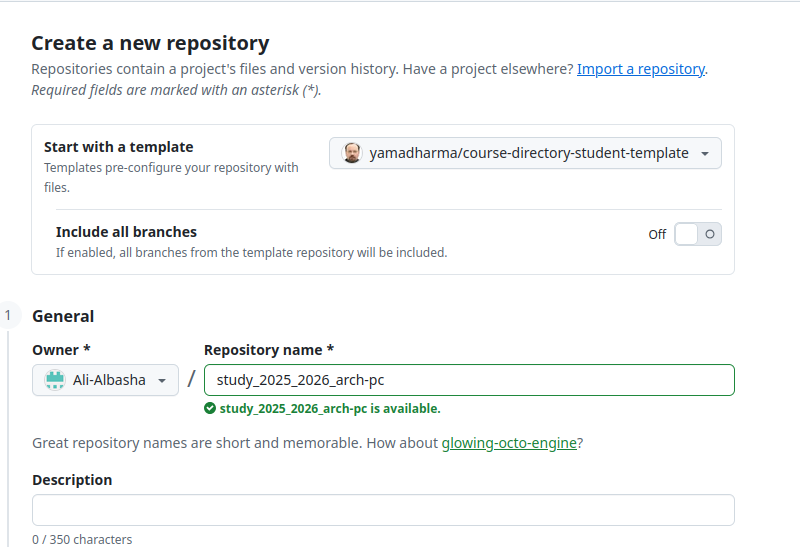 Create a new repository
Repositories contain a project's files and version history. Have a project elsewhere? Import a repository.
Required fields are marked with an asterisk (*).
Start with a template
Templates pre-configure your repository with
files.
yamadharma/course-directory-student-template
Include all branches
If enabled, all branches from the template repository will be included.
Off
1
General
Owner *
Repository name *
Ali-Albasha
/
study_2025_2026_arch-pc
study_2025_2026_arch-pc is available.
Great repository names are short and memorable. How about glowing-octo-engine?
Description
0 / 350 characters